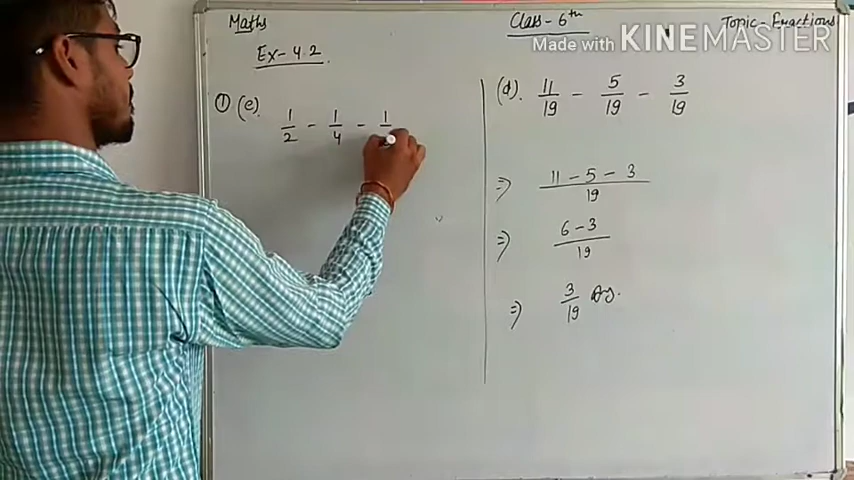 Maths
Class - 6th
Topic - Fractions
Made with KINEMASTER
Ex - 4.2
① (e). 1/2 - 1/4 - 1
(d). 11/19 - 5/19 - 3/19
⇒ 11 - 5 - 3/19
⇒ 6 - 3/19
⇒ 3/19 Ans.